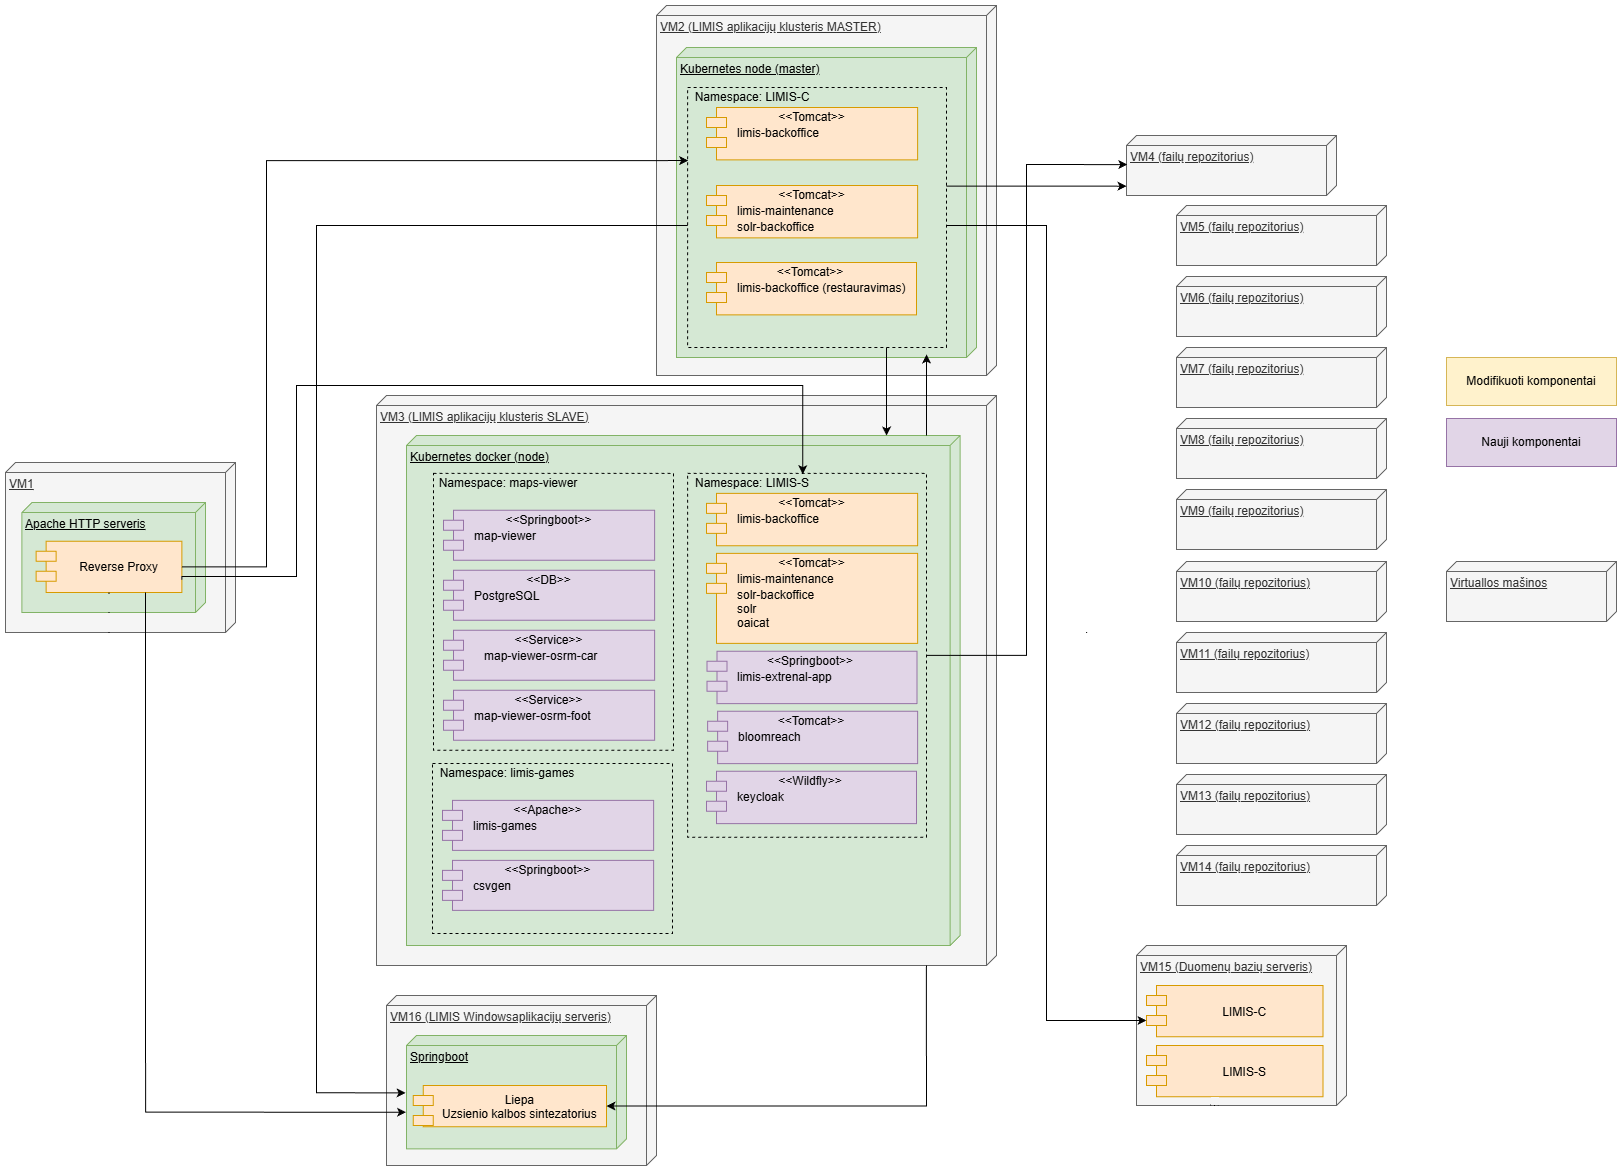 VM2 (LIMIS aplikacijų klusteris MASTER)
Kubernetes node (master)
Namespace: LIMIS-C
<<Tomcat>>
limis-backoffice
<<Tomcat>>
limis-maintenance
solr-backoffice
<<Tomcat>>
limis-backoffice (restauravimas)
VM3 (LIMIS aplikacijų klusteris SLAVE)
Kubernetes docker (node)
Namespace: maps-viewer
<<Springboot>>
map-viewer
<<DB>>
PostgreSQL
<<Service>>
map-viewer-osrm-car
<<Service>>
map-viewer-osrm-foot
Namespace: limis-games
<<Apache>>
limis-games
<<Springboot>>
csvgen
Namespace: LIMIS-S
<<Tomcat>>
limis-backoffice
<<Tomcat>>
limis-maintenance
solr-backoffice
solr
oaicat
<<Springboot>>
limis-extrenal-app
<<Tomcat>>
bloomreach
<<Wildfly>>
keycloak
VM1
Apache HTTP serveris
Reverse Proxy
VM16 (LIMIS Windowsaplikacijų serveris)
Springboot
Liepa
Uzsienio kalbos sintezatorius
VM4 (failų repozitorius)
VM5 (failų repozitorius)
VM6 (failų repozitorius)
VM7 (failų repozitorius)
VM8 (failų repozitorius)
VM9 (failų repozitorius)
VM10 (failų repozitorius)
VM11 (failų repozitorius)
VM12 (failų repozitorius)
VM13 (failų repozitorius)
VM14 (failų repozitorius)
VM15 (Duomenų bazių serveris)
LIMIS-C
LIMIS-S
Modifikuoti komponentai
Nauji komponentai
Virtuallos mašinos